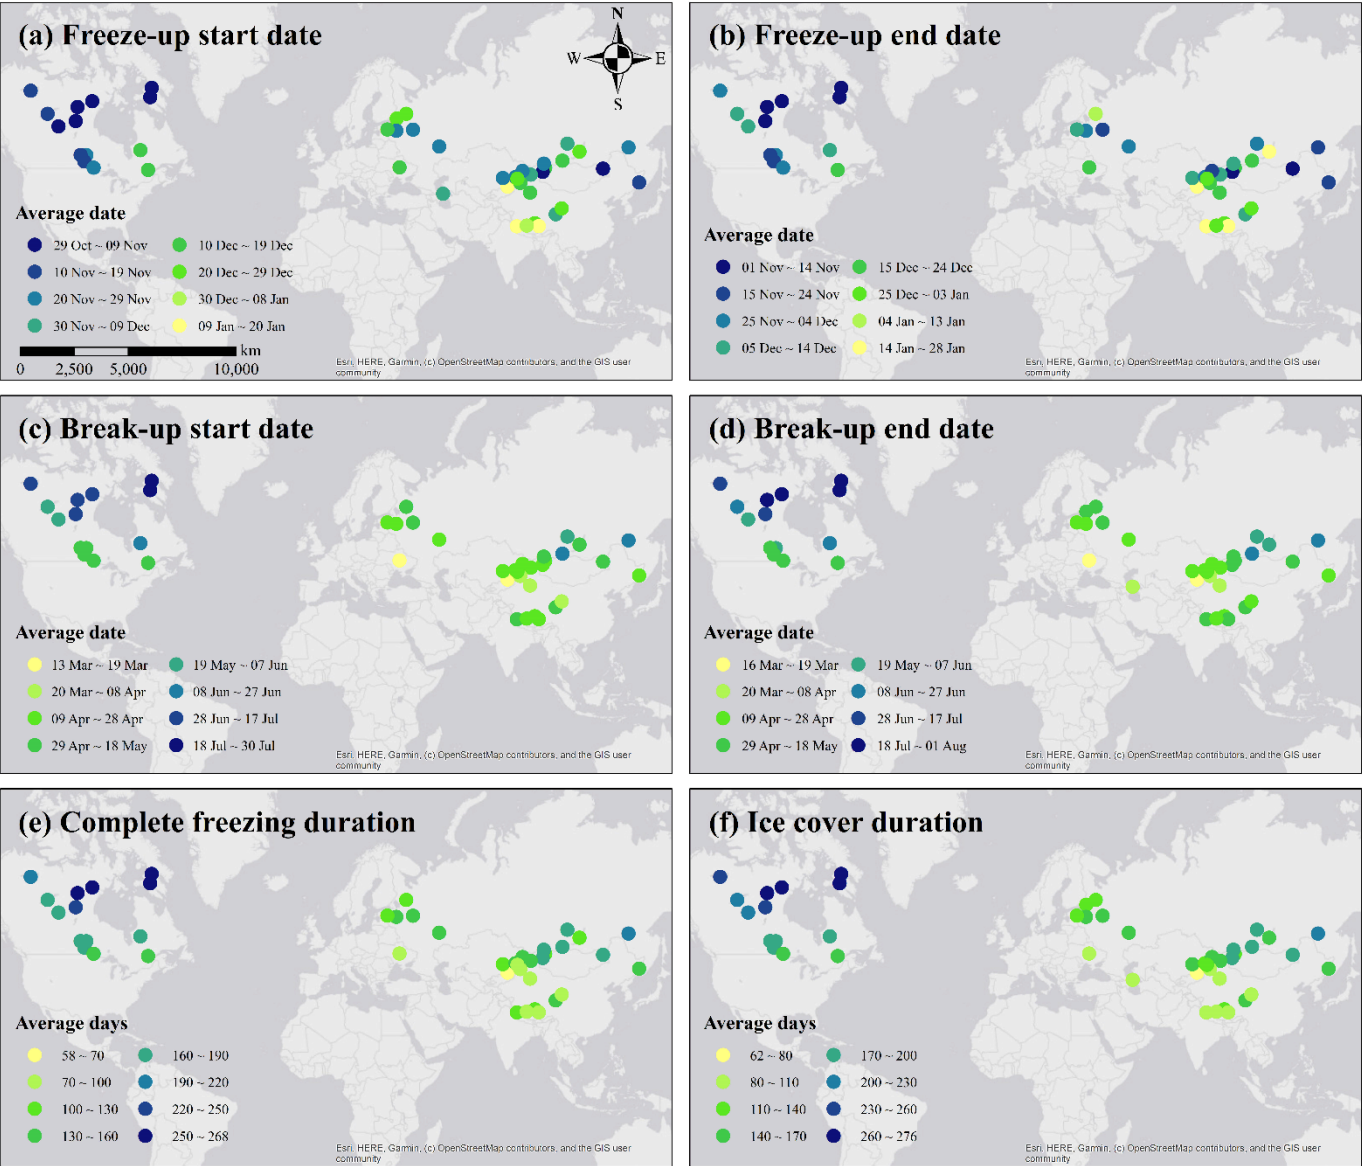 (a) Freeze-up start date
N
W E
S
Average date
29 Oct ~ 09 Nov 10 Dec ~ 19 Dec
10 Nov ~ 19 Nov 20 Dec ~ 29 Dec
20 Nov ~ 29 Nov 30 Dec ~ 08 Jan
30 Nov ~ 09 Dec 09 Jan ~ 20 Jan
km
0 2,500 5,000 10,000
Esri, HERE, Garmin, (c) OpenStreetMap contributors, and the GIS user
community
(b) Freeze-up end date
Average date
01 Nov ~ 14 Nov 15 Dec ~ 24 Dec
15 Nov ~ 24 Nov 25 Dec ~ 03 Jan
25 Nov ~ 04 Dec 04 Jan ~ 13 Jan
05 Dec ~ 14 Dec 14 Jan ~ 28 Jan
Esri, HERE, Garmin, (c) OpenStreetMap contributors, and the GIS user
community
(c) Break-up start date
Average date
13 Mar ~ 19 Mar 19 May ~ 07 Jun
20 Mar ~ 08 Apr 08 Jun ~ 27 Jun
09 Apr ~ 28 Apr 28 Jun ~ 17 Jul
29 Apr ~ 18 May 18 Jul ~ 30 Jul
Esri, HERE, Garmin, (c) OpenStreetMap contributors, and the GIS user
community
(d) Break-up end date
Average date
16 Mar ~ 19 Mar 19 May ~ 07 Jun
20 Mar ~ 08 Apr 08 Jun ~ 27 Jun
09 Apr ~ 28 Apr 28 Jun ~ 17 Jul
29 Apr ~ 18 May 18 Jul ~ 01 Aug
Esri, HERE, Garmin, (c) OpenStreetMap contributors, and the GIS user
community
(e) Complete freezing duration
Average days
58 ~ 70 160 ~ 190
70 ~ 100 190 ~ 220
100 ~ 130 220 ~ 250
130 ~ 160 250 ~ 268
Esri, HERE, Garmin, (c) OpenStreetMap contributors, and the GIS user
community
(f) Ice cover duration
Average days
62 ~ 80 170 ~ 200
80 ~ 110 200 ~ 230
110 ~ 140 230 ~ 260
140 ~ 170 260 ~ 276
Esri, HERE, Garmin, (c) OpenStreetMap contributors, and the GIS user
community